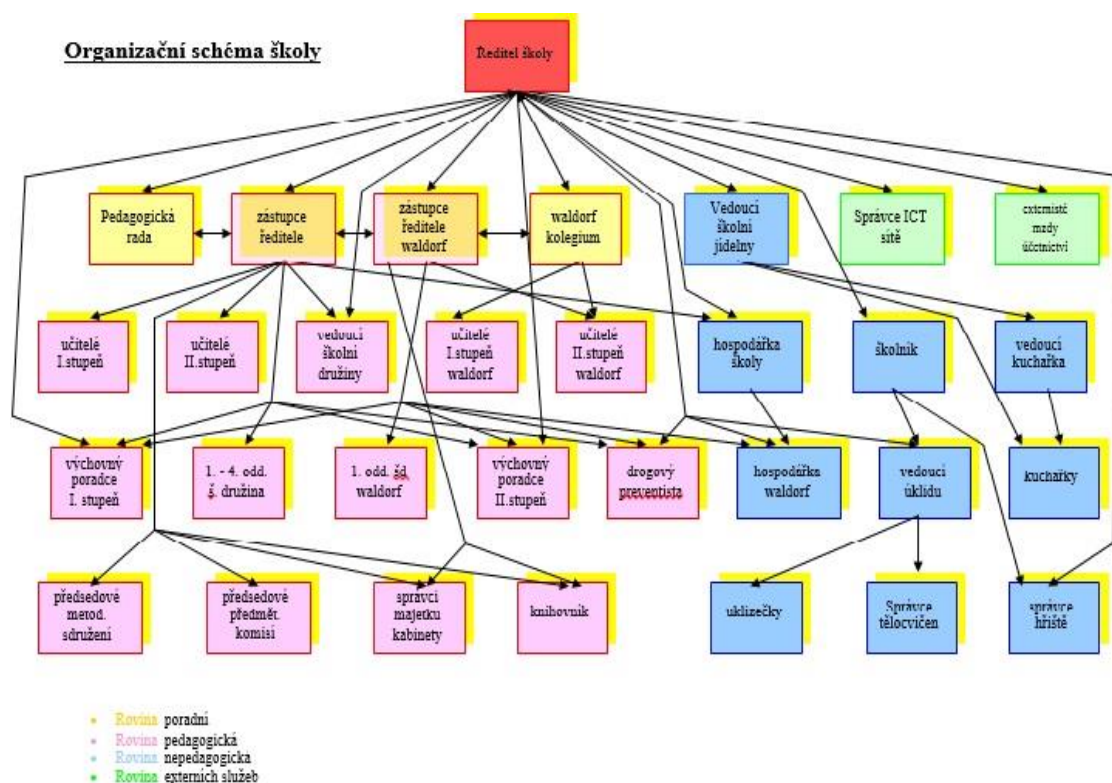 Organizační schéma školy
Ředitel školy
Pedagogická
rada
zástupce
ředitele
zástupce
ředitele
waldorf
waldorf
kolegium
Vedoucí
školní
jídelny
Správce ICT
sítě
externisté
mzdy
účetnictví
učitelé
I.stupeň
učitelé
II.stupeň
vedoucí
školní
družiny
učitelé
I.stupeň
waldorf
učitelé
II.stupeň
waldorf
hospodářka
školy
školník
vedoucí
kuchařka
výchovný
poradce
I. stupeň
1. - 4. odd.
š. družina
1. odd. šd
waldorf
výchovný
poradce
II.stupeň
drogový
preventista
hospodářka
waldorf
vedoucí
úklidu
kuchařky
předsedové
metod.
sdružení
předsedové
předmět.
komisí
správci
majetku
kabinety
knihovník
uklízečky
Správce
tělocvičen
správce
hřiště
Rovina poradní
Rovina pedagogická
Rovina nepedagogická
Rovina externích služeb